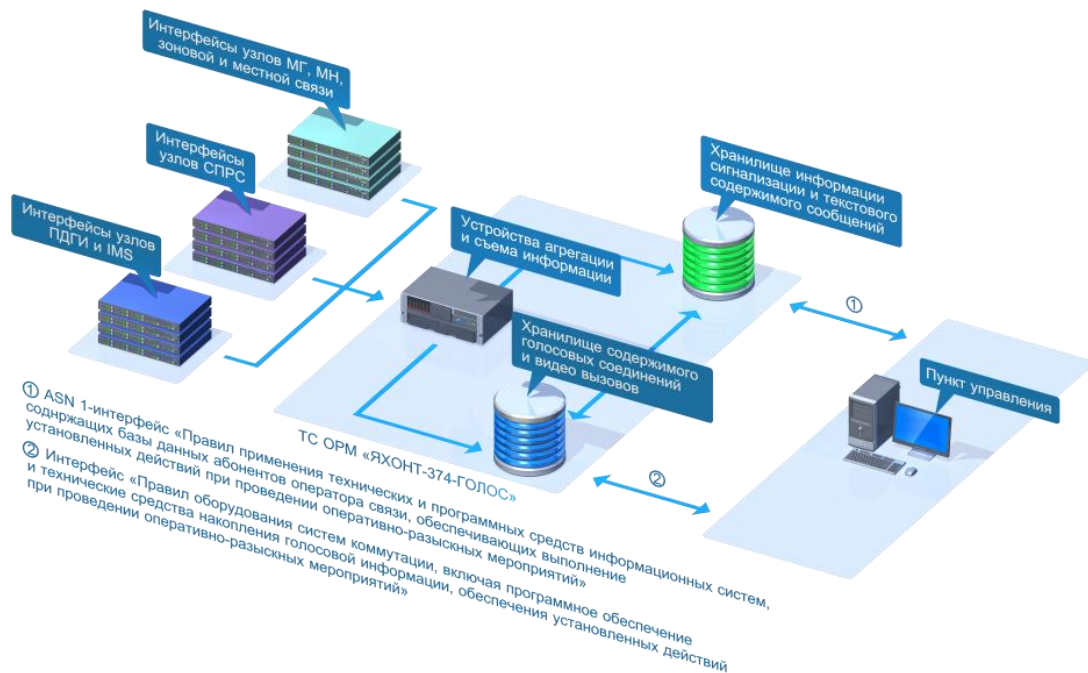 Интерфейсы узлов МГ, МН,
зоновой и местной связи
Интерфейсы
узлов СПРС
Интерфейсы узлов
ПДГИ и IMS
Устройства агрегации
и съема информации
Хранилище информации
сигнализации и текстового
содержимого сообщений
Хранилище содержимого
голосовых соединений
и видео вызовов
Пункт управления
①
②
ТС ОРМ «ЯХОНТ-374-ГОЛОС»
① ASN 1-интерфейс «Правил применения технических и программных средств информационных систем,
соднржащих базы данных абонентов оператора связи, обеспечивающих выполнение
установленных действий при проведении оперативно-разыскных мероприятий»
② Интерфейс «Правил оборудования систем коммутации, включая программное обеспечение
и технические средства накопления голосовой информации, обеспечения установленных действий
при проведении оперативно-разыскных мероприятий»